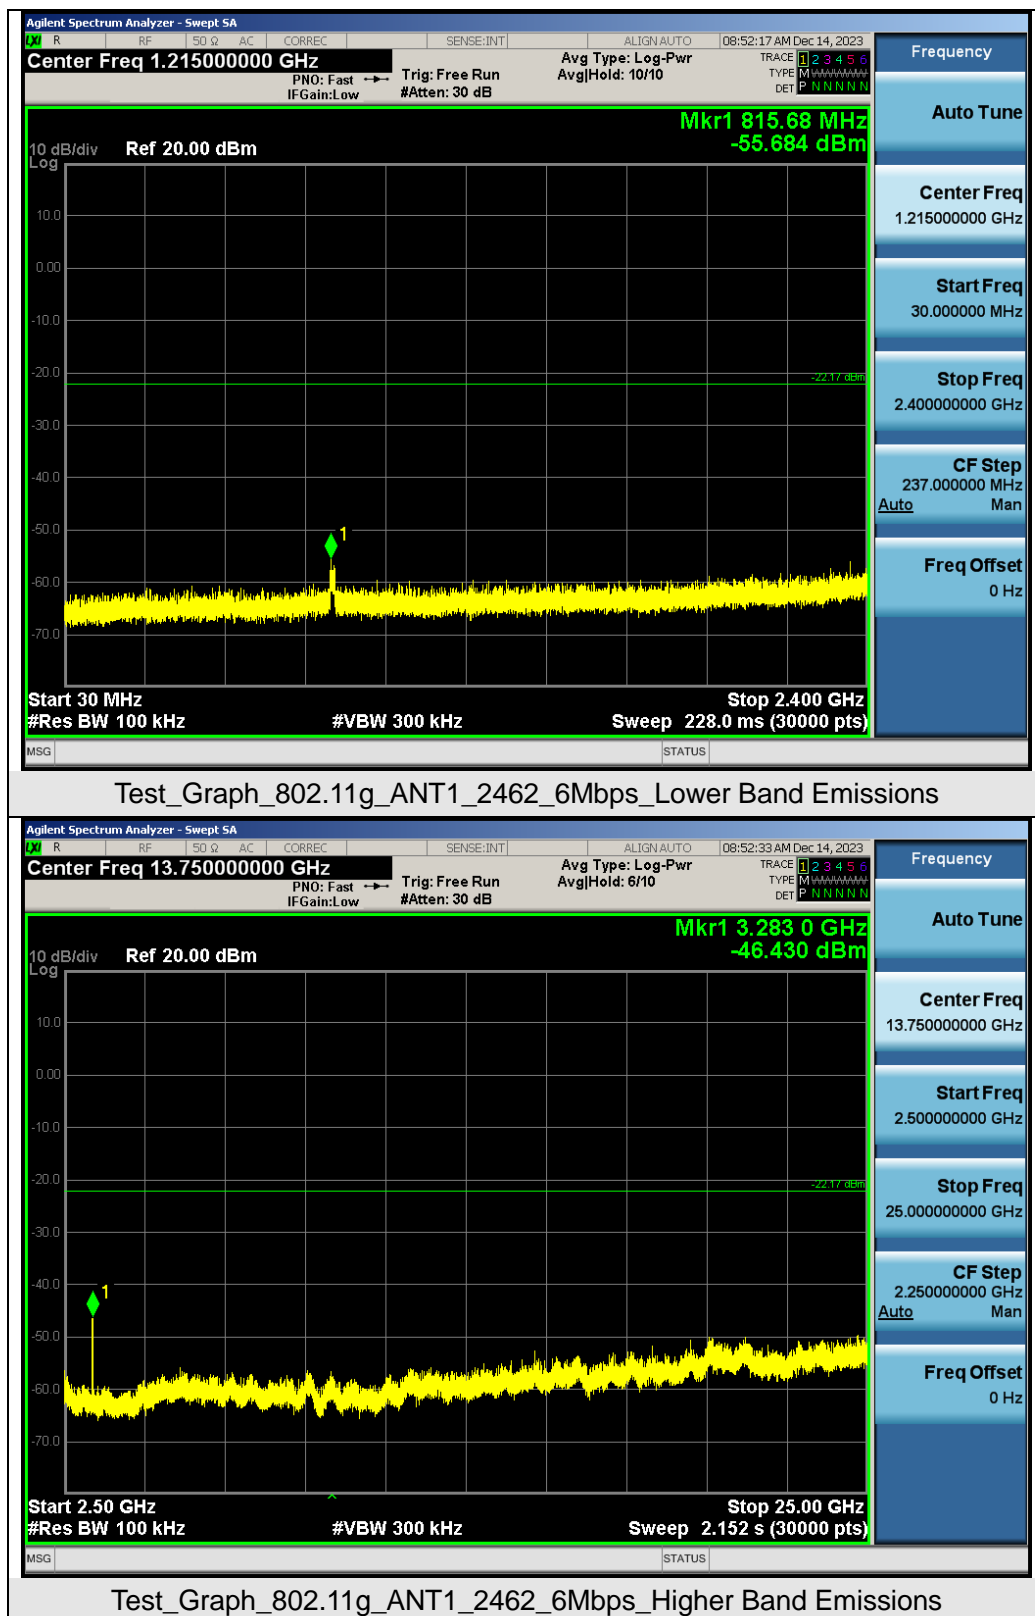 Agilent Spectrum Analyzer - Swept SA
LXI R RF 50 Ω AC CORREC SENSE:INT ALIGN AUTO 08:52:17 AM Dec 14, 2023
Center Freq 1.215000000 GHz
PNO: Fast
IFGain:Low
Trig: Free Run
#Atten: 30 dB
Avg Type: Log-Pwr
Avg|Hold: 10/10
TRACE 1 2 3 4 5 6
TYPE M W W W W W
DET P N N N N N
Mkr1 815.68 MHz
-55.684 dBm
10 dB/div Ref 20.00 dBm
Log
10.0
0.00
-10.0
-20.0
-22.17 dBm
-30.0
-40.0
-50.0
1
-60.0
-70.0
Start 30 MHz Stop 2.400 GHz
#Res BW 100 kHz #VBW 300 kHz Sweep 228.0 ms (30000 pts)
MSG STATUS
Frequency
Auto Tune
Center Freq
1.215000000 GHz
Start Freq
30.000000 MHz
Stop Freq
2.400000000 GHz
CF Step
237.000000 MHz
Auto Man
Freq Offset
0 Hz
Test_Graph_802.11g_ANT1_2462_6Mbps_Lower Band Emissions
Agilent Spectrum Analyzer - Swept SA
LXI R RF 50 Ω AC CORREC SENSE:INT ALIGN AUTO 08:52:33 AM Dec 14, 2023
Center Freq 13.750000000 GHz
PNO: Fast
IFGain:Low
Trig: Free Run
#Atten: 30 dB
Avg Type: Log-Pwr
Avg|Hold: 6/10
TRACE 1 2 3 4 5 6
TYPE M W W W W W
DET P N N N N N
Mkr1 3.283 0 GHz
-46.430 dBm
10 dB/div Ref 20.00 dBm
Log
10.0
0.00
-10.0
-20.0
-22.17 dBm
-30.0
-40.0
1
-50.0
-60.0
-70.0
Start 2.50 GHz Stop 25.00 GHz
#Res BW 100 kHz #VBW 300 kHz Sweep 2.152 s (30000 pts)
MSG STATUS
Frequency
Auto Tune
Center Freq
13.750000000 GHz
Start Freq
2.500000000 GHz
Stop Freq
25.000000000 GHz
CF Step
2.250000000 GHz
Auto Man
Freq Offset
0 Hz
Test_Graph_802.11g_ANT1_2462_6Mbps_Higher Band Emissions